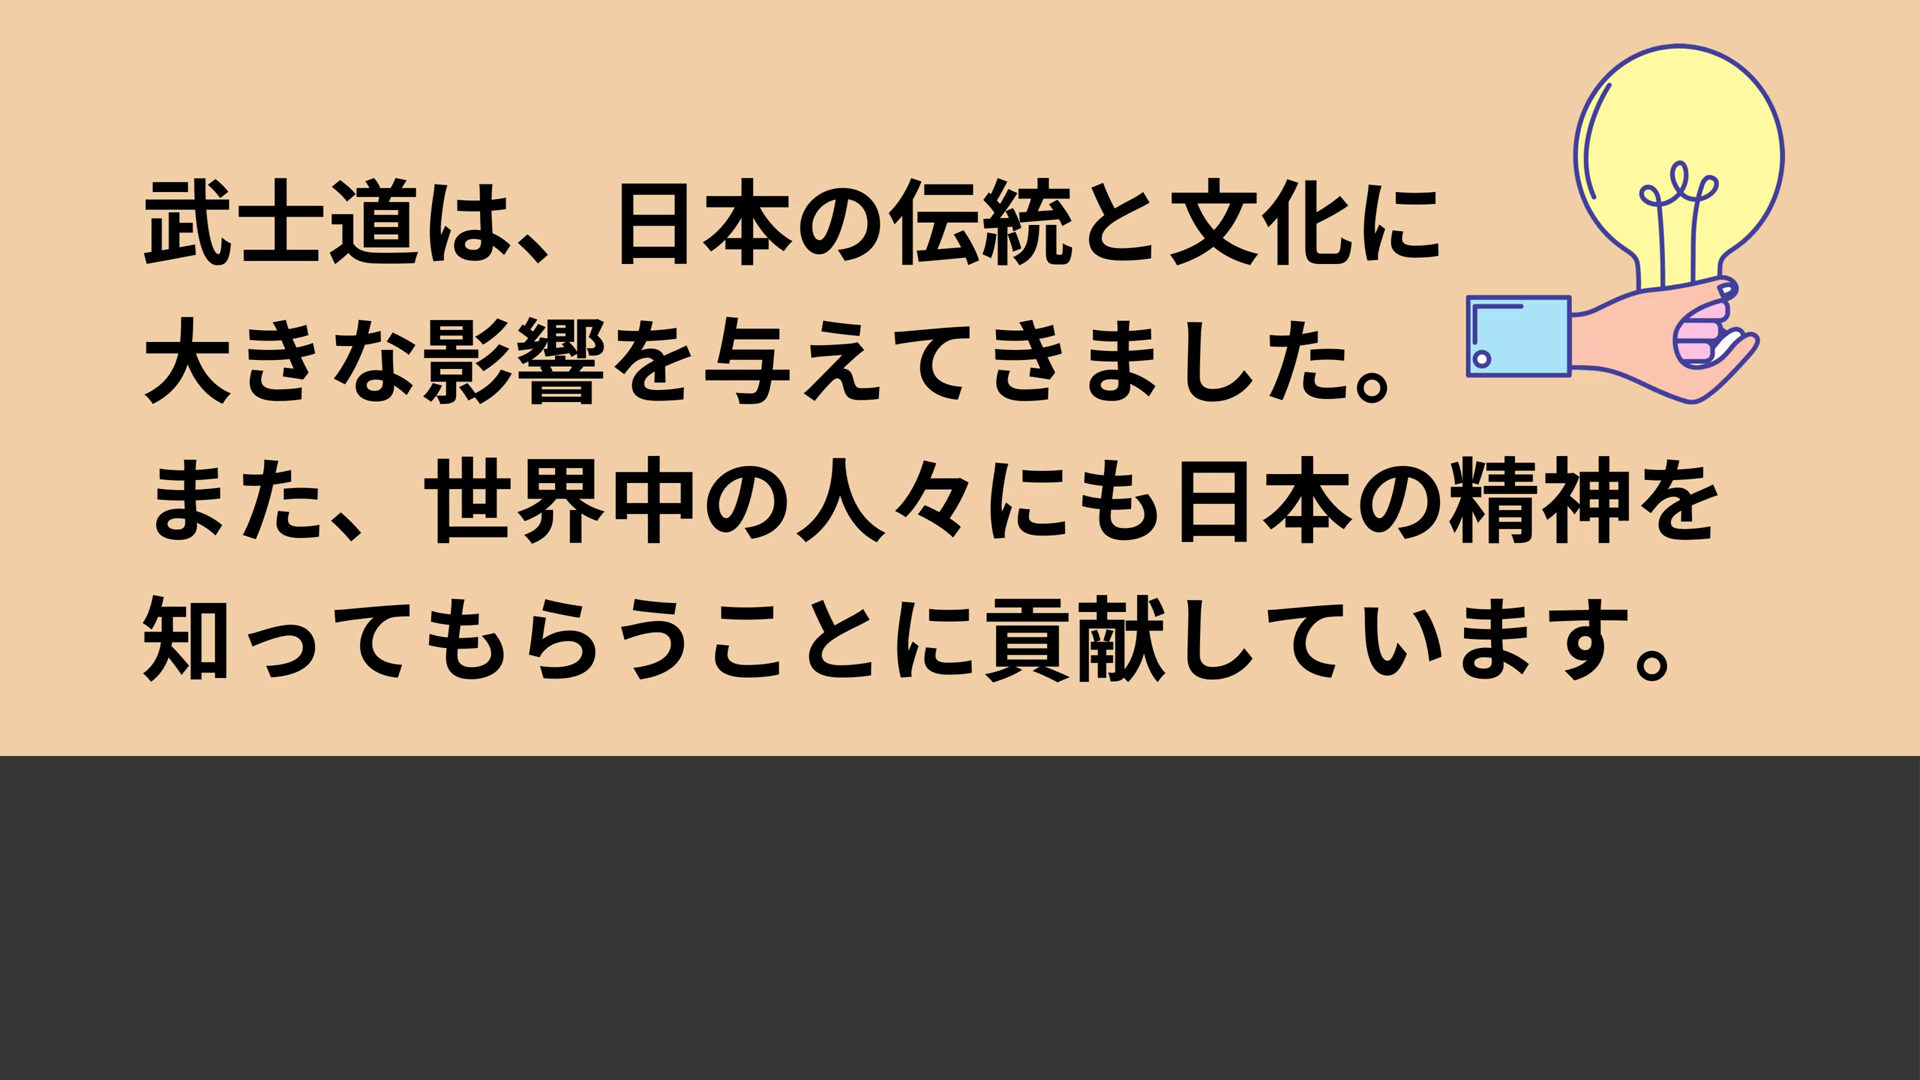 武士道は、日本の伝統と文化に
大きな影響を与えてきました。
また、世界中の人々にも日本の精神を
知ってもらうことに貢献しています。